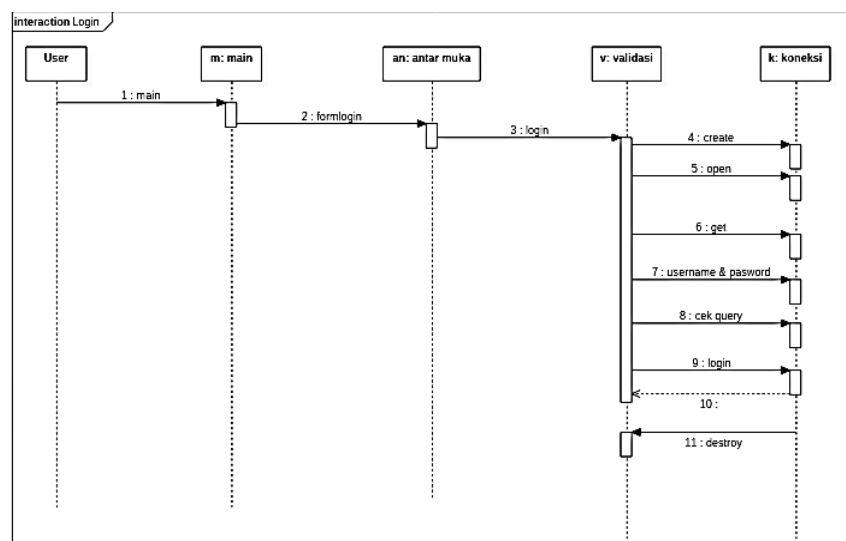 interaction Login
User
m: main
an: antar muka
v: validasi
k: koneksi
1 : main
2 : formlogin
3 : login
4 : create
5 : open
6 : get
7 : username & pasword
8 : cek query
9 : login
10 :
11 : destroy